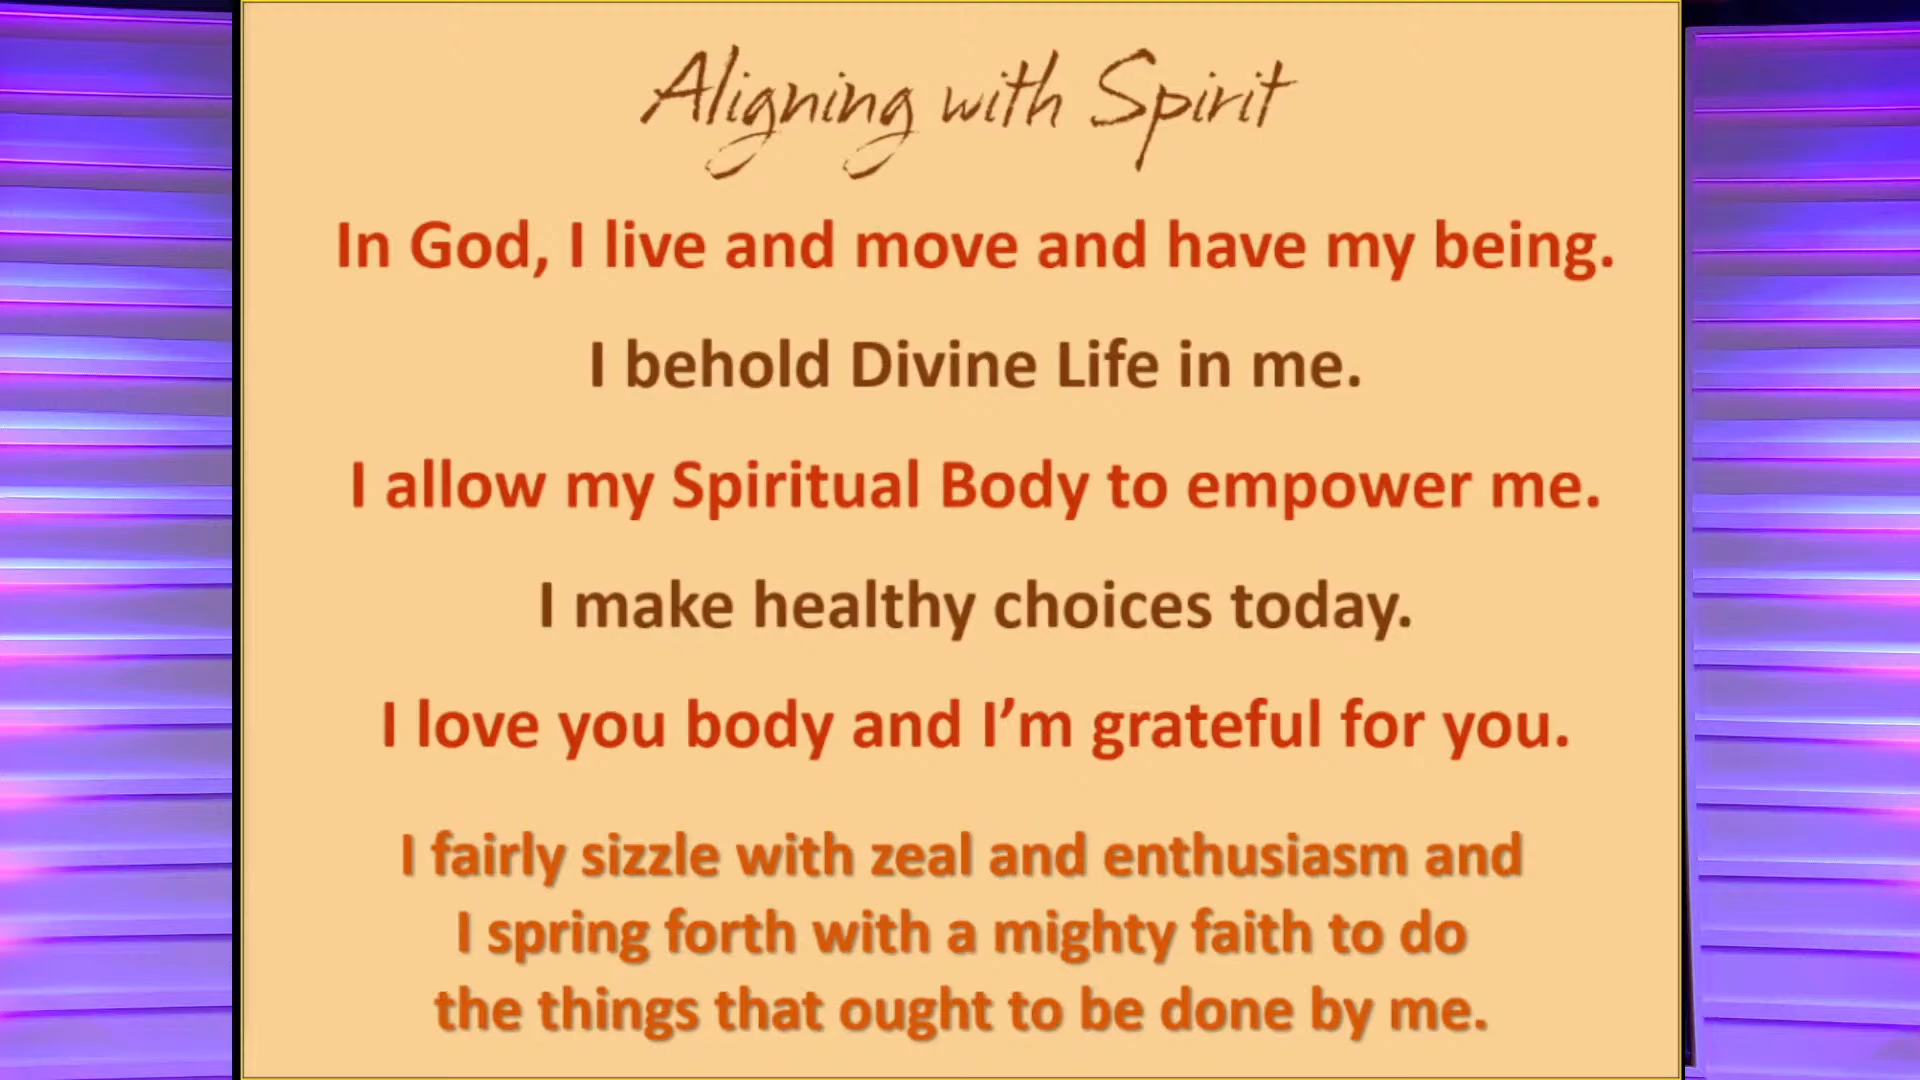 Aligning with Spirit
In God, I live and move and have my being.
I behold Divine Life in me.
I allow my Spiritual Body to empower me.
I make healthy choices today.
I love you body and I’m grateful for you.
I fairly sizzle with zeal and enthusiasm and
I spring forth with a mighty faith to do
the things that ought to be done by me.